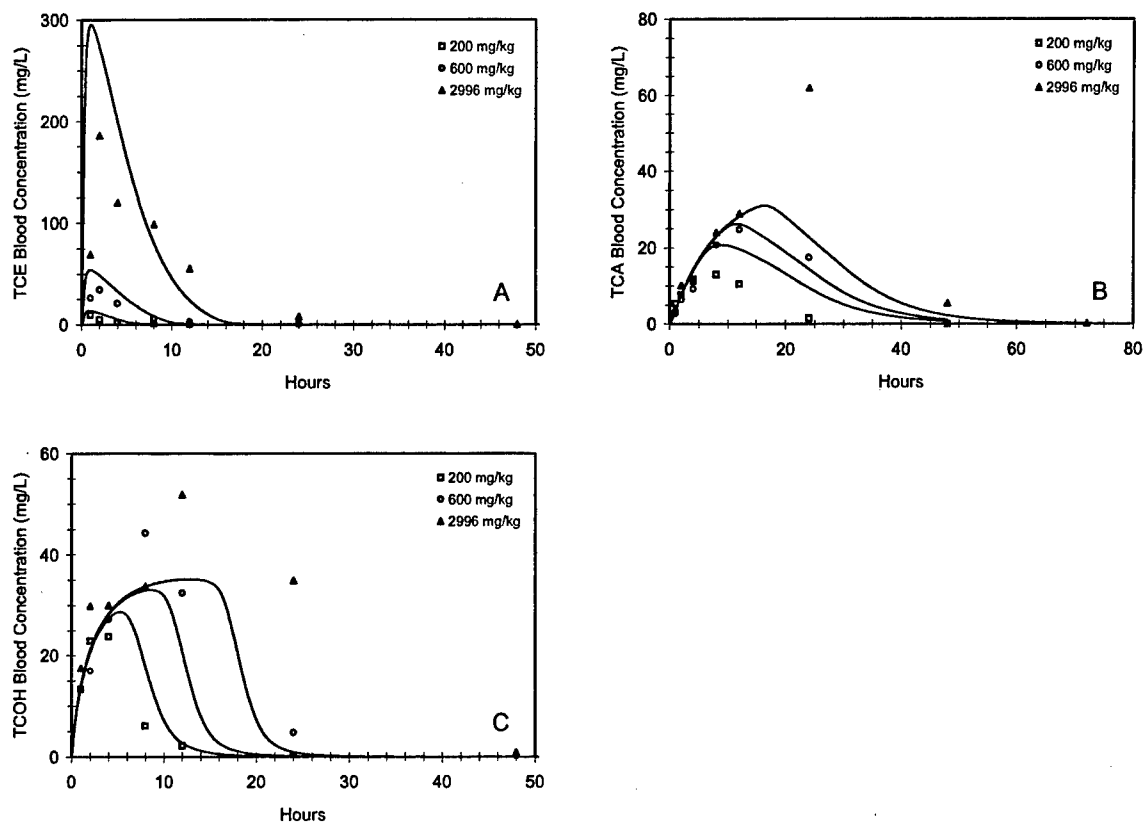 TCE Blood Concentration (mg/L)
300
200
100
0
200 mg/kg
600 mg/kg
2996 mg/kg
A
0 10 20 30 40 50
Hours
TCA Blood Concentration (mg/L)
80
60
40
20
0
200 mg/kg
600 mg/kg
2996 mg/kg
B
0 20 40 60 80
Hours
TCOH Blood Concentration (mg/L)
60
40
20
0
200 mg/kg
600 mg/kg
2996 mg/kg
C
0 10 20 30 40 50
Hours